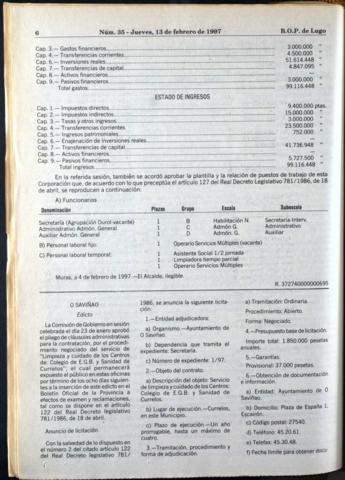 6 Núm. 35 - Jueves, 13 de febrero de 1997 B.O.P. de Lugo
Cap. 3.— Gastos financieros 3.000.000 "
Cap. 4.— Transferencias corrientes 4.500.000 "
Cap. 6.— Inversiones reales 51.614.448 "
Cap. 7.— Transferencias de capital 4.847.095 "
Cap. 8.— Activos financieros —
Cap. 9.— Pasivos financieros 3.000.000 "
Total gastos 99.116.448 "
ESTADO DE INGRESOS
Cap. 1.— Impuestos directos 9.400.000 ptas.
Cap. 2.— Impuestos indirectos 15.000.000 "
Cap. 3.— Tasas y otros ingresos 3.000.000 "
Cap. 4.— Transferencias corrientes 23.500.000 "
Cap. 5.— Ingresos patrimoniales 752.000 "
Cap. 6.— Enajenación de inversiones reales —
Cap. 7.— Transferencias de capital 41.736.948 "
Cap. 8.— Activos financieros —
Cap. 9.— Pasivos financieros 5.727.500 "
Total ingresos 99.116.448 "
En la referida sesión, también se acordó aprobar la plantilla y la relación de puestos de trabajo de esta
Corporación que, de acuerdo con lo que preceptúa el artículo 122 del Real Decreto Legislativo 781/1986, de 18
de abril, se reproducen a continuación:
A) Funcionarios
Denominación Plazas Grupo Escala Subescala
Secretaría (Agrupación Ourol-vacante) 1 B Habilitación N. Secretaría-Interv.
Administrativo Admón. General 1 C Admón. G. Administrativo
Auxiliar Admón. General 1 D Admón. G. Auxiliar
B) Personal laboral fijo: 1 Operario Servicios Múltiples (vacante)
C) Personal laboral temporal: 1 Asistente Social 1/2 jornada
1 Limpiadora tiempo parcial
1 Operario Servicios Múltiples
Muras, a 4 de febrero de 1997.—El Alcalde, ilegible.
R. 372740000000695
O SAVIÑAO
Edicto
La Comisión de Gobierno en sesión
celebrada el día 23 de enero aprobó
el pliego de cláusulas administrativas
para la contratación, por el procedi-
miento negociado del servicio de
"Limpieza y cuidado de los Centros
de: Colegio de E.G.B. y Sanidad de
Currelos"; el cual permanecerá
expuesto al público en estas oficinas
por término de los ocho días siguien-
tes a la inserción de este edicto en el
Boletín Oficial de la Provincia a
efectos de examen y reclamaciones,
tal como se dispone en el artículo
122 del Real Decreto legislativo
781/1986, de 18 de abril.
Anuncio de licitación
Con la salvedad de lo dispuesto en
el número 2 del citado artículo 122
del Real Decreto legislativo 781/
1986, se anuncia la siguiente licita-
ción:
1.—Entidad adjudicadora:
a) Organismo.—Ayuntamiento de
O Saviñao.
b) Dependencia que tramita el
expediente: Secretaría.
c) Número de expediente: 1/97.
2.—Objeto del contrato:
a) Descripción del objeto: Servicio
de limpieza y cuidado de los Centros:
Colegio de E.G.B. y Sanidad de
Currelos.
b) Lugar de ejecución.—Currelos,
en este Municipio.
c) Plazo de ejecución.—Un año
prorrogable, hasta un máximo de
cuatro.
3.—Tramitación, procedimiento y
forma de adjudicación.
a) Tramitación: Ordinaria.
Procedimiento: Abierto.
Forma: Negociado.
4.—Presupuesto base de licitación.
Importe total: 1.850.000 pesetas
anuales.
5.—Garantías.
Provisional: 37.000 pesetas.
6.—Obtención de documentación
e información.
a) Entidad: Ayuntamiento de O
Saviñao.
b) Domicilio: Plaza de España 1.
Escairón.
c) Código postal: 27540.
d) Teléfono: 45.20.61.
e) Telefax: 45.30.48.
f) Fecha límite para obtener docu-